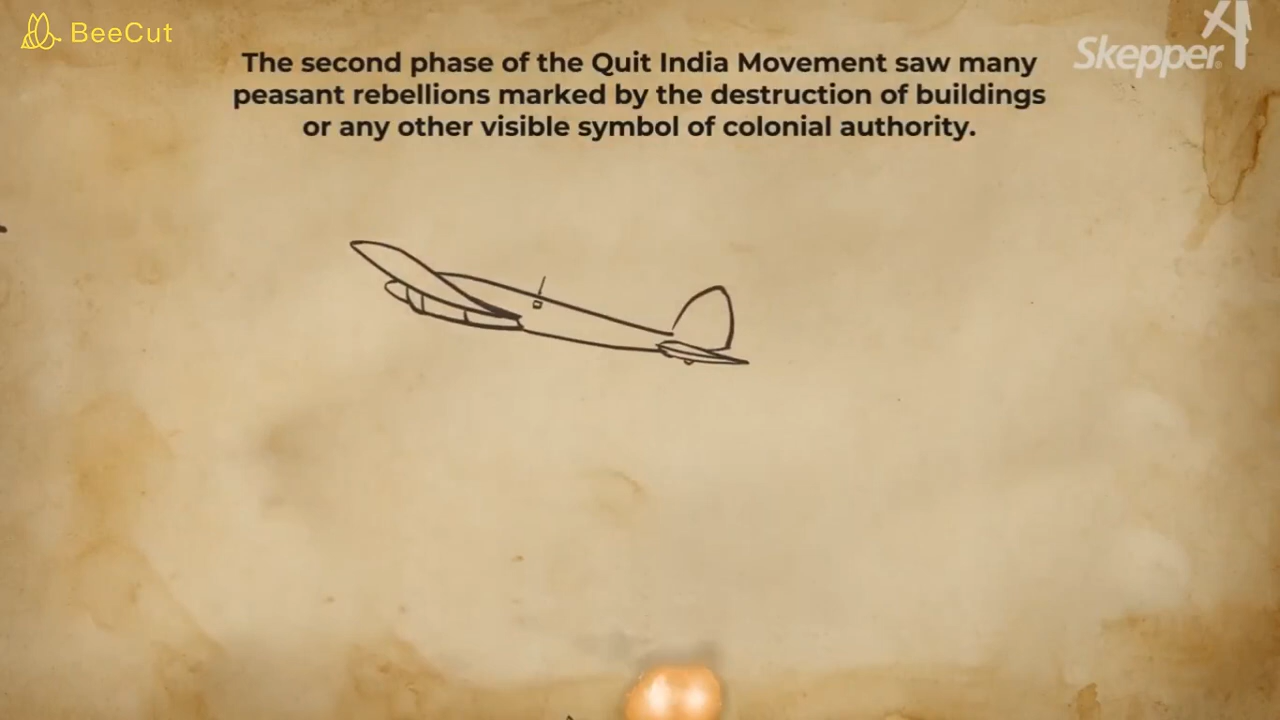 BeeCut
Skepper
The second phase of the Quit India Movement saw many
peasant rebellions marked by the destruction of buildings
or any other visible symbol of colonial authority.